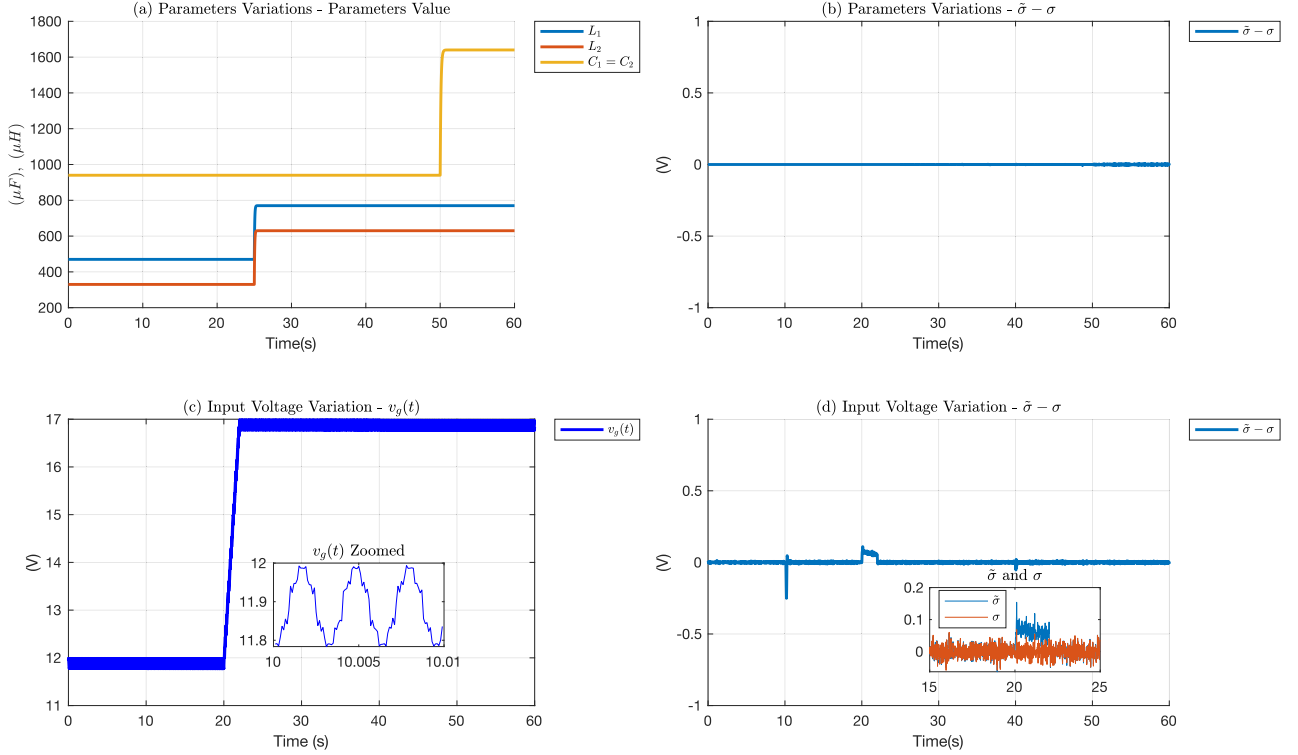 (a) Parameters Variations - Parameters Value
1800
1600
1400
1200
1000
800
600
400
200
(μF), (μH)
0 10 20 30 40 50 60
Time(s)
L₁
L₂
C₁ = C₂
(b) Parameters Variations - σ̃ − σ
1
0.5
0
-0.5
-1
(V)
0 10 20 30 40 50 60
Time(s)
σ̃ − σ
(c) Input Voltage Variation - v_g(t)
17
16
15
14
13
12
11
(V)
0 10 20 30 40 50 60
Time (s)
v_g(t)
v_g(t) Zoomed
12
11.9
11.8
10 10.005 10.01
(d) Input Voltage Variation - σ̃ − σ
1
0.5
0
-0.5
-1
(V)
0 10 20 30 40 50 60
Time(s)
σ̃ − σ
σ̃ and σ
0.2
0.1
0
σ̃
σ
15 20 25